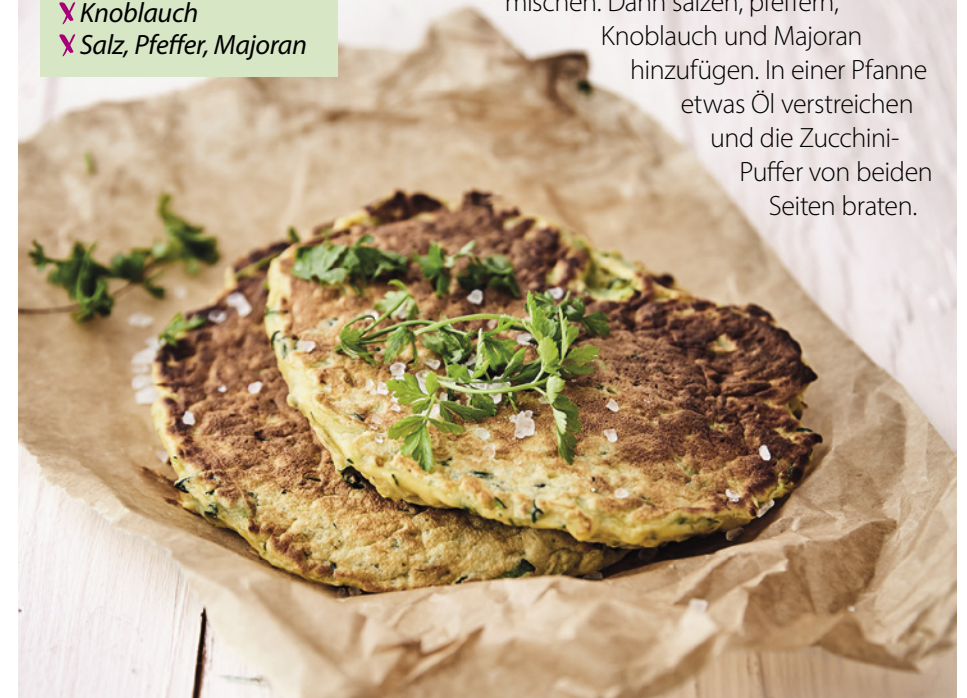 Knoblauch
Salz, Pfeffer, Majoran
mischen. Dann salzen, pfeffern,
Knoblauch und Majoran
hinzufügen. In einer Pfanne
etwas Öl verstreichen
und die Zucchini-
Puffer von beiden
Seiten braten.